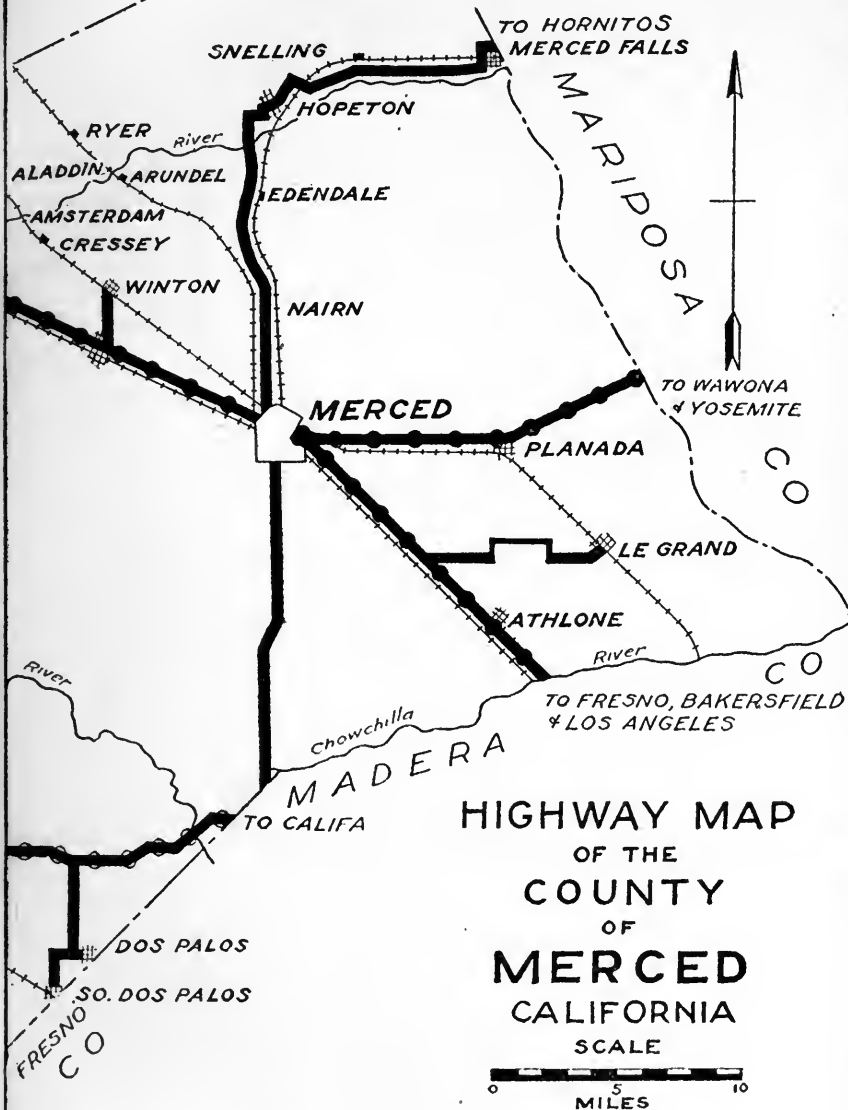 TO HORNITOS
MERCED FALLS
SNELLING
HOPETON
MARIPOSA
CO
RYER
River
ALADDIN
ARUNDEL
EDENDALE
AMSTERDAM
CRESSEY
WINTON
NAIRN
MERCED
TO WAWONA
& YOSEMITE
PLANADA
LE GRAND
ATHLONE
River
CO
River
TO FRESNO, BAKERSFIELD
& LOS ANGELES
Chowchilla
MADERA
TO CALIFA
DOS PALOS
SO. DOS PALOS
FRESNO
CO
HIGHWAY MAP
OF THE
COUNTY
OF
MERCED
CALIFORNIA
SCALE
0 5 10
MILES